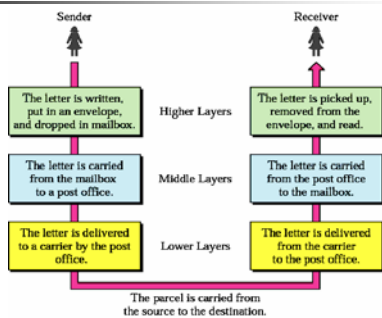 Sender
Receiver
The letter is written,
put in an envelope,
and dropped in mailbox.
Higher Layers
The letter is picked up,
removed from the
envelope, and read.
The letter is carried
from the mailbox
to a post office.
Middle Layers
The letter is carried
from the post office
to the mailbox.
The letter is delivered
to a carrier by the post
office.
Lower Layers
The letter is delivered
from the carrier
to the post office.
The parcel is carried from
the source to the destination.